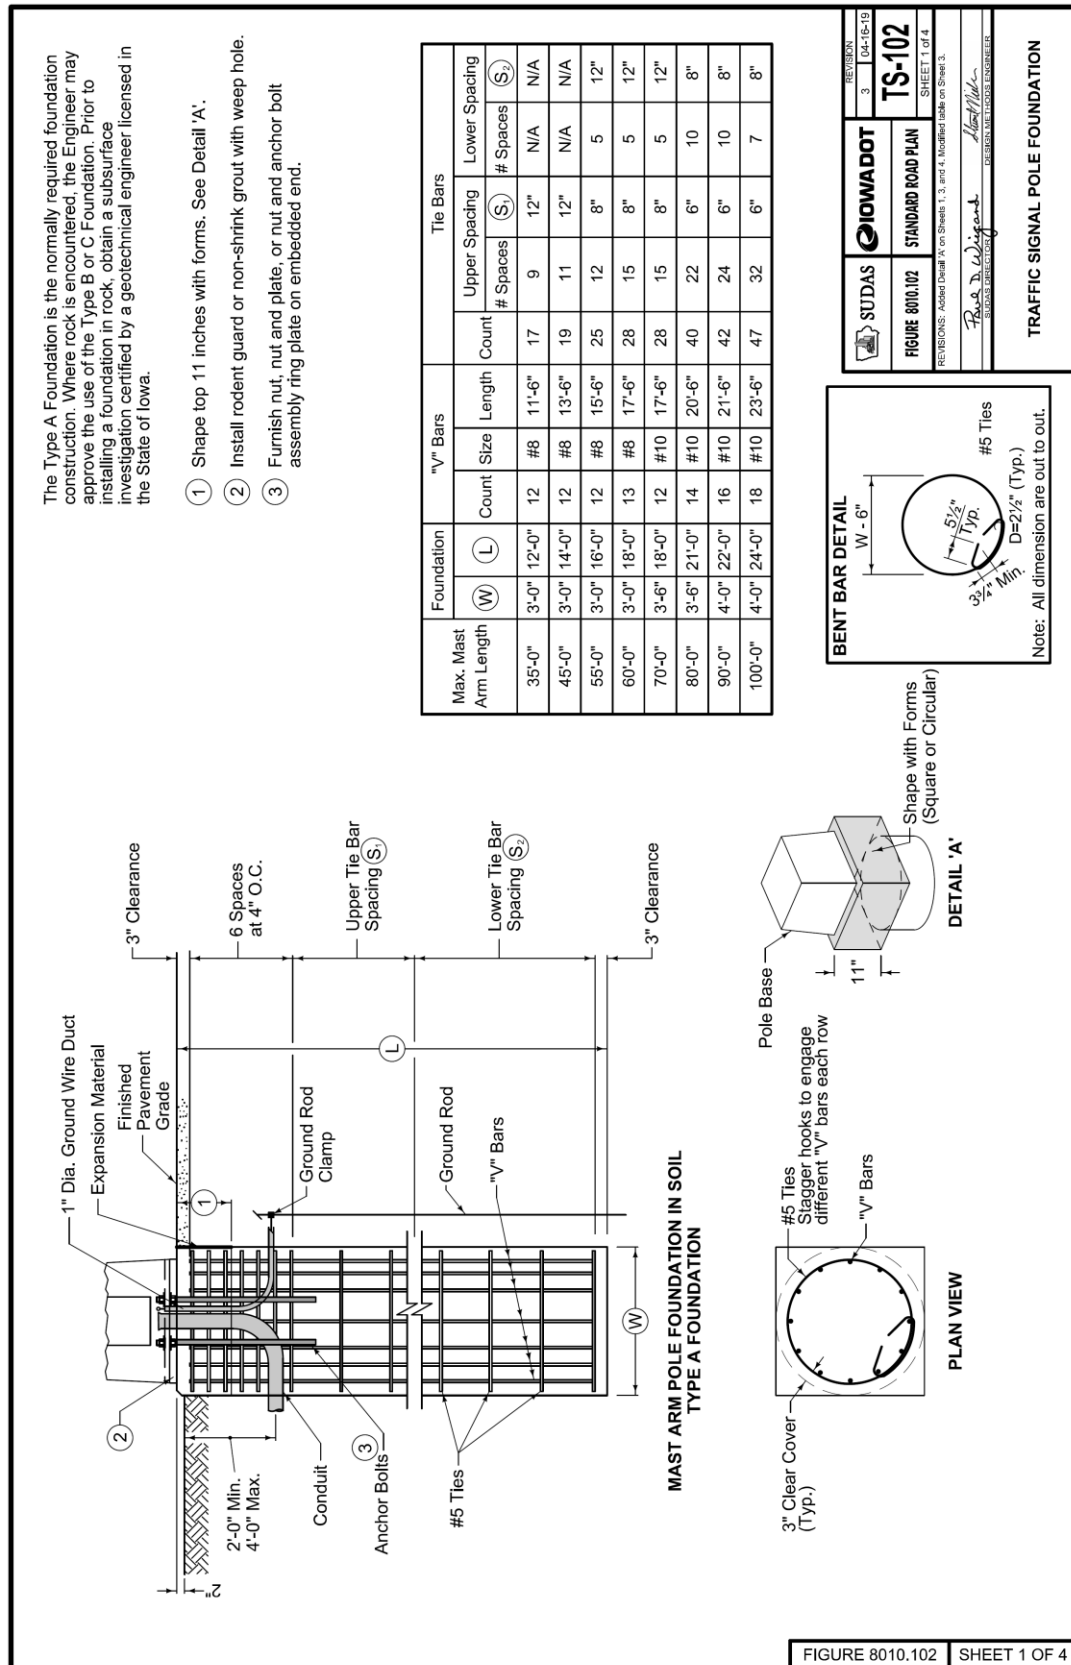 The Type A Foundation is the normally required foundation
construction. Where rock is encountered, the Engineer may
approve the use of the Type B or C Foundation. Prior to
installing a foundation in rock, obtain a subsurface
investigation certified by a geotechnical engineer licensed in
the State of Iowa.
1 Shape top 11 inches with forms. See Detail 'A'.
2 Install rodent guard or non-shrink grout with weep hole.
3 Furnish nut, nut and plate, or nut and anchor bolt
assembly ring plate on embedded end.
1" Dia. Ground Wire Duct
Expansion Material
Finished
Pavement
Grade
3" Clearance
6 Spaces
at 4" O.C.
Upper Tie Bar
Spacing S1
Lower Tie Bar
Spacing S2
3" Clearance
1
L
2
2"
2'-0" Min.
4'-0" Max.
Conduit
3
Anchor Bolts
#5 Ties
Ground Rod
Clamp
Ground Rod
"V" Bars
W
MAST ARM POLE FOUNDATION IN SOIL
TYPE A FOUNDATION
Max. Mast
Arm Length
Foundation
"V" Bars
Tie Bars
W L Count Size Length Count
Upper Spacing Lower Spacing
# Spaces S1 # Spaces S2
35'-0" 3'-0" 12'-0" 12 #8 11'-6" 17 9 12" N/A N/A
45'-0" 3'-0" 14'-0" 12 #8 13'-6" 19 11 12" N/A N/A
55'-0" 3'-0" 16'-0" 12 #8 15'-6" 25 12 8" 5 12"
60'-0" 3'-0" 18'-0" 13 #8 17'-6" 28 15 8" 5 12"
70'-0" 3'-6" 18'-0" 12 #10 17'-6" 28 15 8" 5 12"
80'-0" 3'-6" 21'-0" 14 #10 20'-6" 40 22 6" 10 8"
90'-0" 4'-0" 22'-0" 16 #10 21'-6" 42 24 6" 10 8"
100'-0" 4'-0" 24'-0" 18 #10 23'-6" 47 32 6" 7 8"
3" Clear Cover
(Typ.)
#5 Ties
Stagger hooks to engage
different "V" bars each row
"V" Bars
PLAN VIEW
Pole Base
11"
Shape with Forms
(Square or Circular)
DETAIL 'A'
BENT BAR DETAIL
W - 6"
5½"
Typ.
#5 Ties
3¾" Min.
D=2½" (Typ.)
Note: All dimension are out to out.
SUDAS
IOWADOT
REVISION
3 04-16-19
TS-102
FIGURE 8010.102
STANDARD ROAD PLAN
SHEET 1 of 4
REVISIONS: Added Detail 'A' on Sheets 1, 3, and 4. Modified table on Sheet 3.
Paul D. Wiegand
SUDAS DIRECTOR
DESIGN METHODS ENGINEER
TRAFFIC SIGNAL POLE FOUNDATION
FIGURE 8010.102 SHEET 1 OF 4